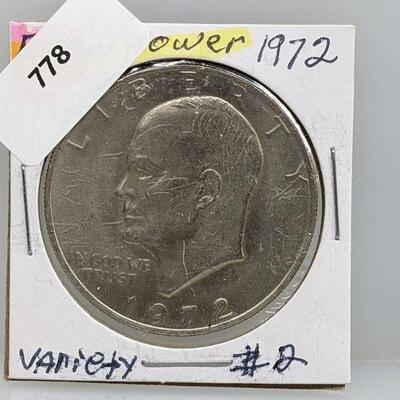 ower 1972
778
LIBERTY
IN GOD WE
TRUST
1972
Variety #2